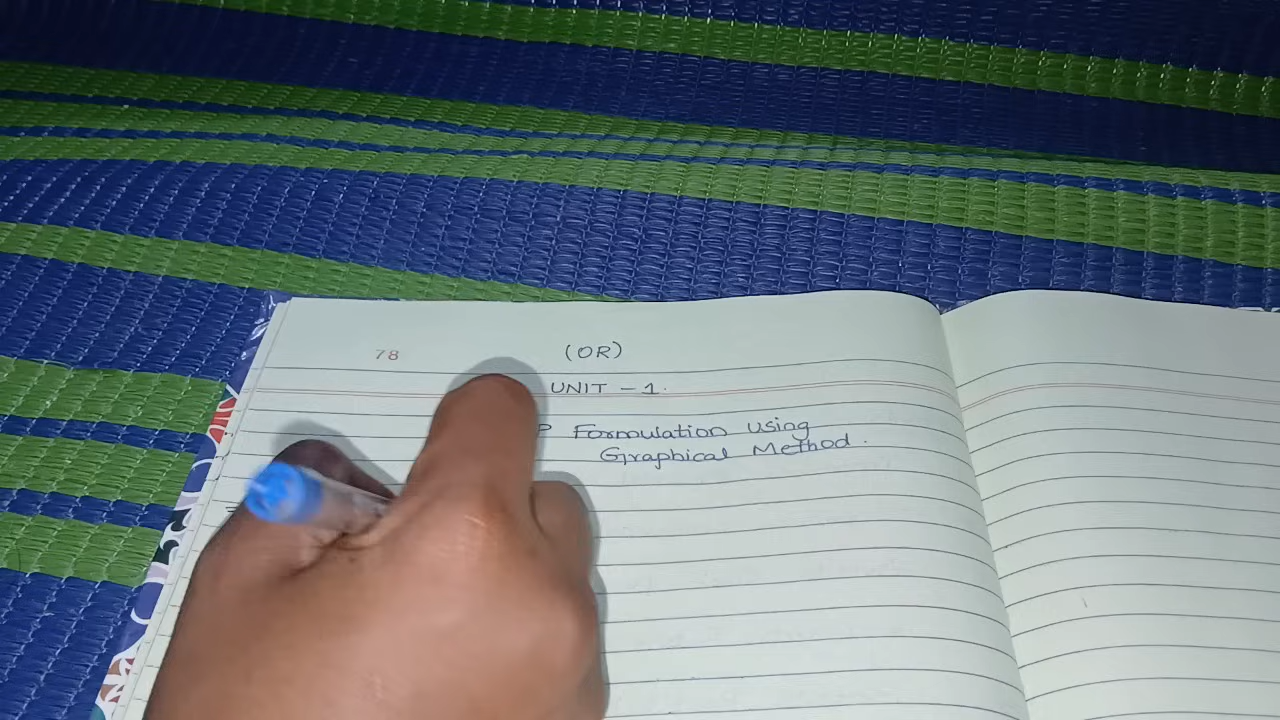 78
(OR)
UNIT - 1.
P Formulation using
Graphical Method.